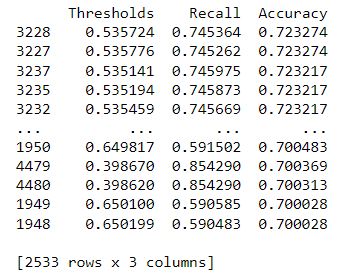 Thresholds Recall Accuracy
3228 0.535724 0.745364 0.723274
3227 0.535776 0.745262 0.723274
3237 0.535141 0.745975 0.723217
3235 0.535194 0.745873 0.723217
3232 0.535459 0.745669 0.723217
... ... ... ...
1950 0.649817 0.591502 0.700483
4479 0.398670 0.854290 0.700369
4480 0.398620 0.854290 0.700313
1949 0.650100 0.590585 0.700028
1948 0.650199 0.590483 0.700028
[2533 rows x 3 columns]